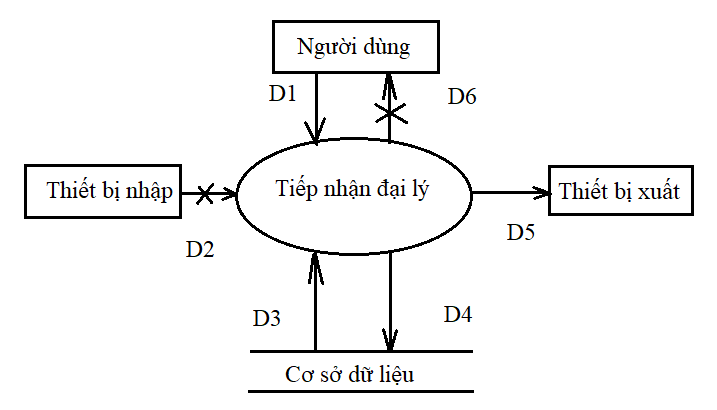 Người dùng
D1
D6
Thiết bị nhập
Tiếp nhận đại lý
Thiết bị xuất
D2
D5
D3
D4
Cơ sở dữ liệu